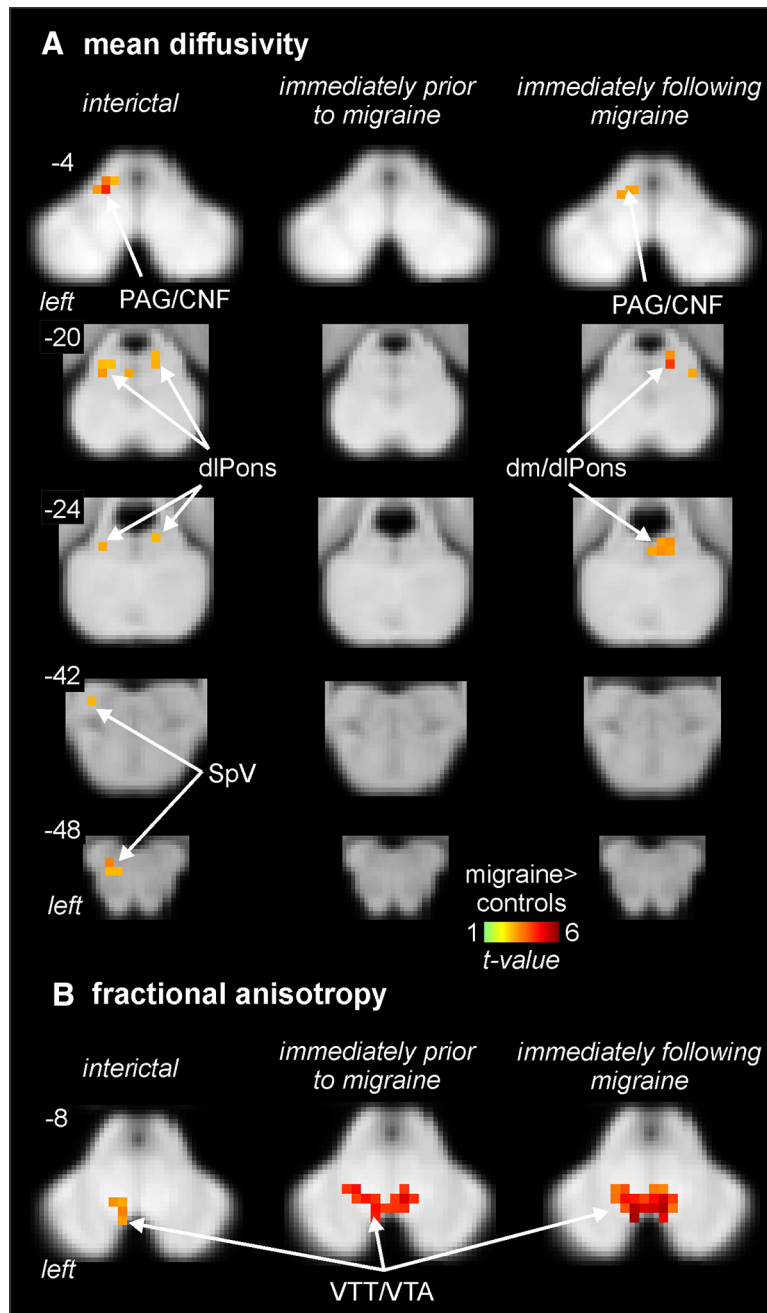 A mean diffusivity
interictal
immediately prior
to migraine
immediately following
migraine
-4
PAG/CNF
PAG/CNF
left
-20
dlPons
dm/dlPons
-24
-42
SpV
-48
left
migraine>
controls
1 6
t-value
B fractional anisotropy
interictal
immediately prior
to migraine
immediately following
migraine
-8
left
VTT/VTA